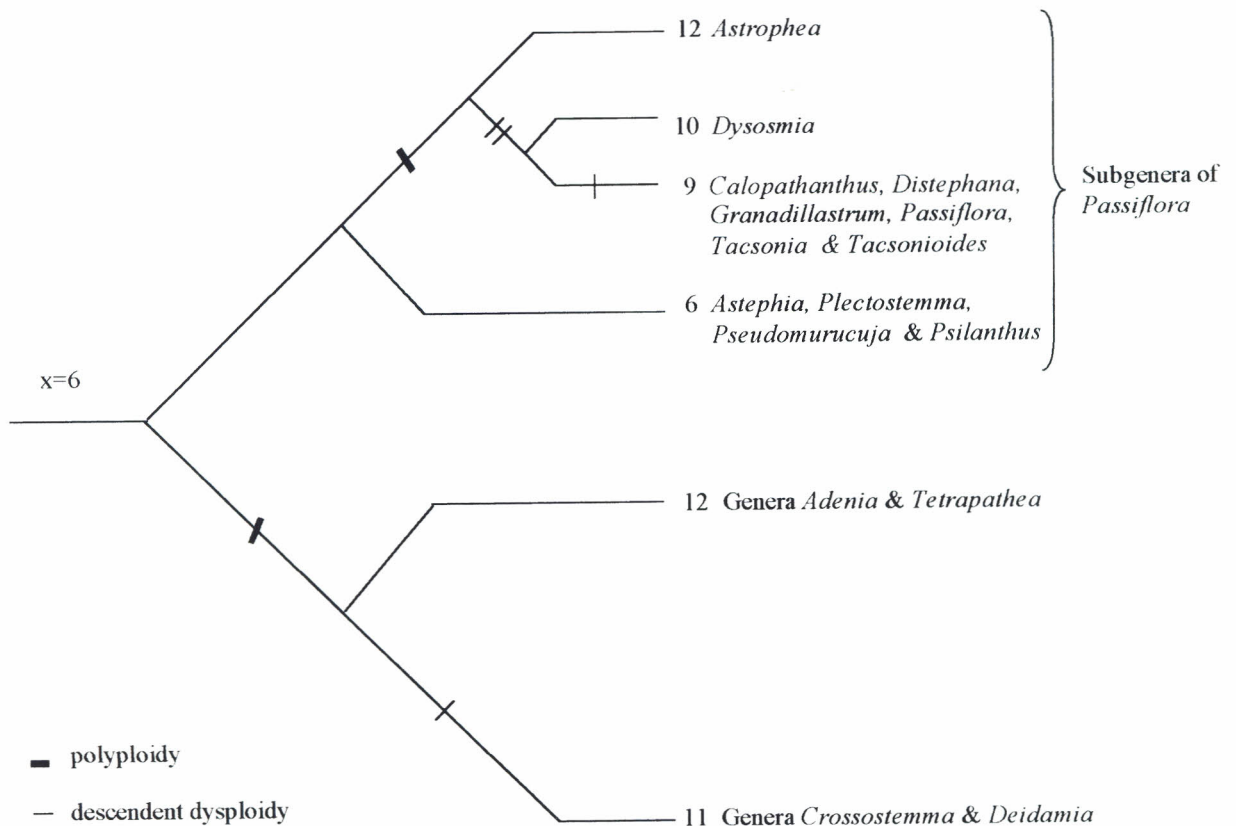 12 Astrophea
10 Dysosmia
9 Calopathanthus, Distephana,
Granadillastrum, Passiflora,
Tacsonia & Tacsonioides
6 Astephia, Plectostemma,
Pseudomurucuja & Psilanthus
Subgenera of
Passiflora
x=6
12 Genera Adenia & Tetrapathea
11 Genera Crossostemma & Deidamia
polyploidy
descendent dysploidy